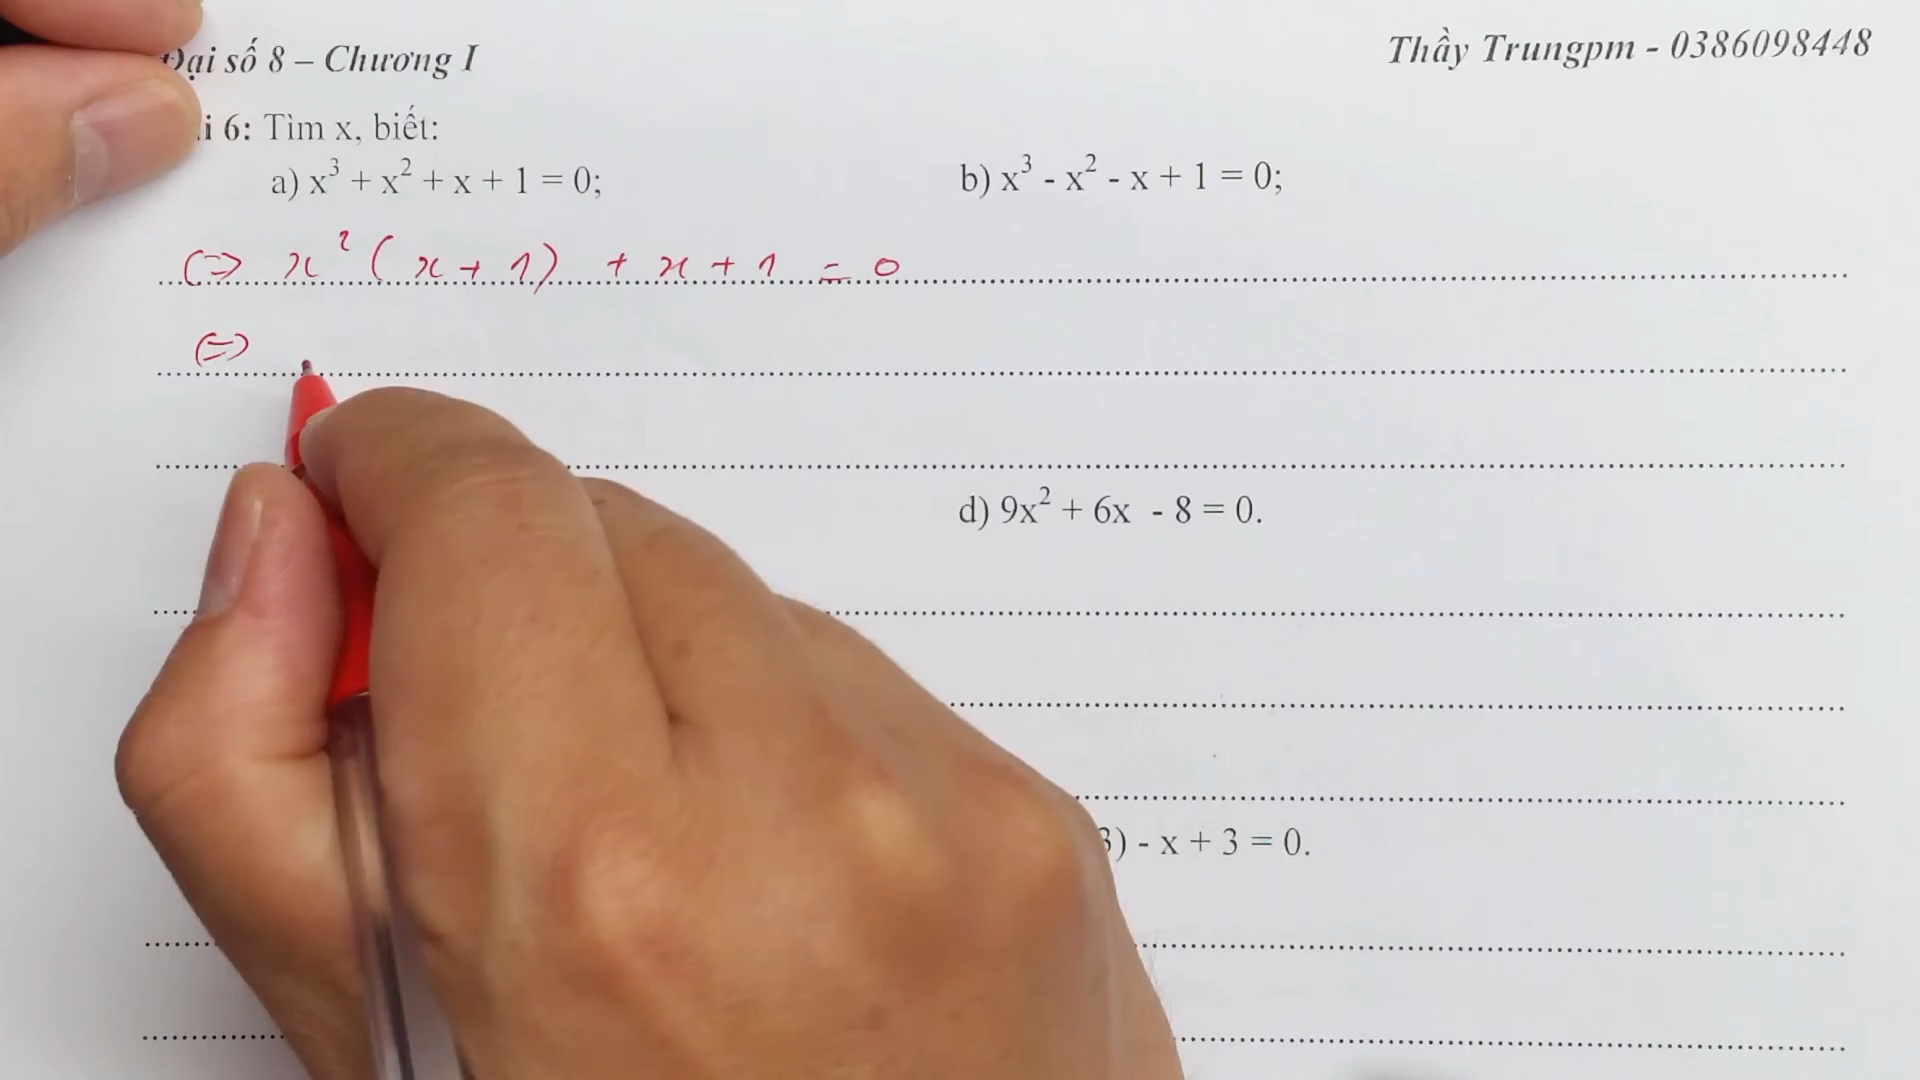 Đại số 8 – Chương I
Thầy Trungpm - 0386098448
6: Tìm x, biết:
a) x³ + x² + x + 1 = 0;
b) x³ - x² - x + 1 = 0;
(=> x² (x + 1) + x + 1 = 0
(=>
d) 9x² + 6x - 8 = 0.
3) - x + 3 = 0.